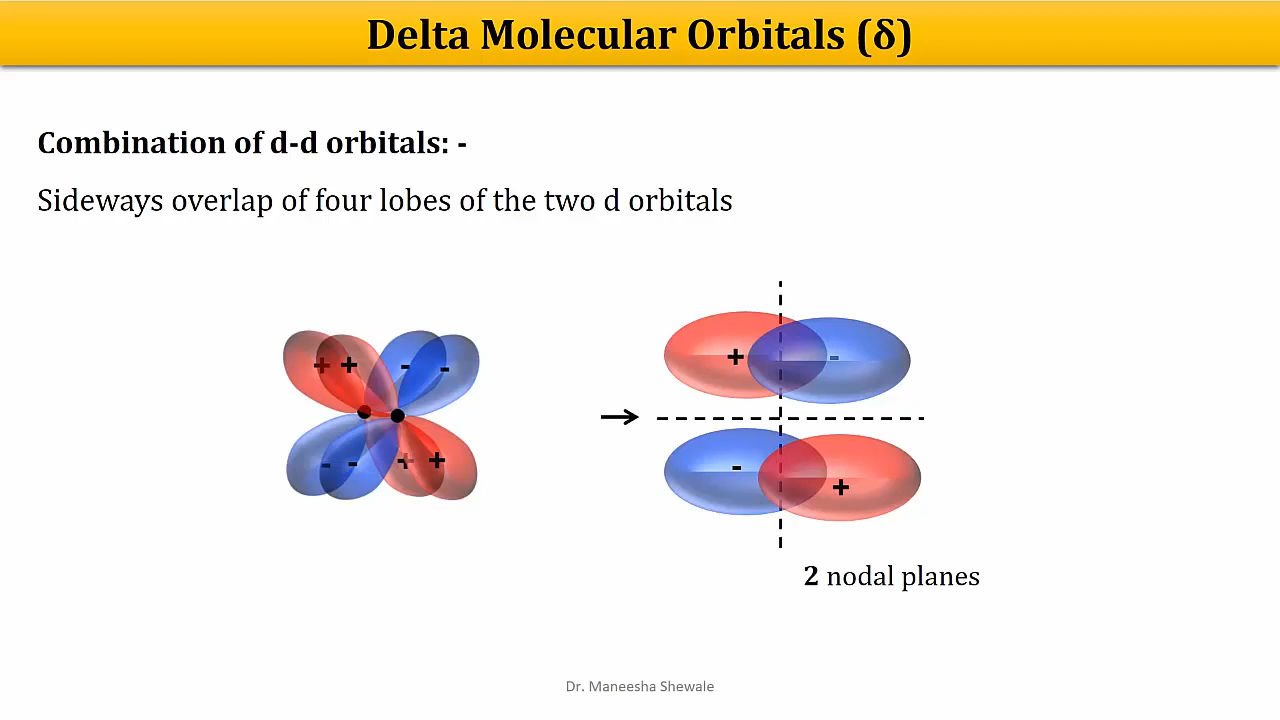 Delta Molecular Orbitals (δ)
Combination of d-d orbitals: -
Sideways overlap of four lobes of the two d orbitals
+ + - -
- - + +
+ -
- +
2 nodal planes
Dr. Maneesha Shewale